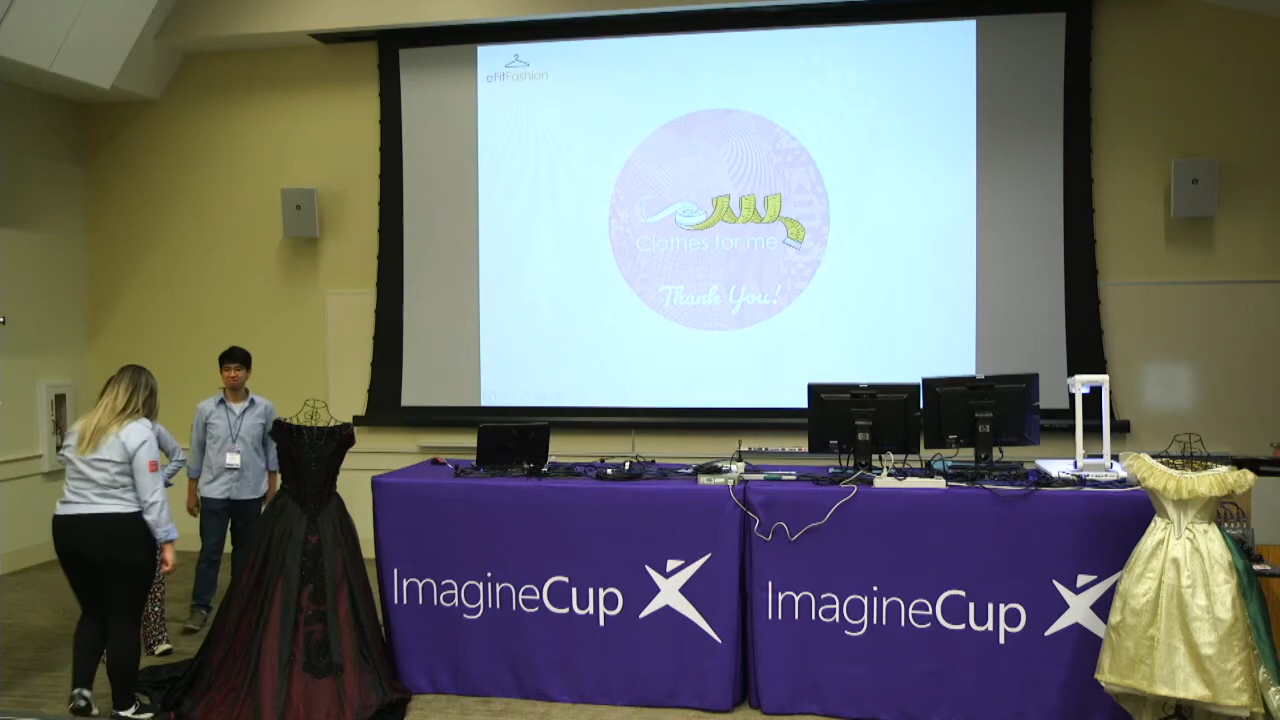 eFitFashion
Clothes for me
Thank You!
ImagineCup
ImagineCup